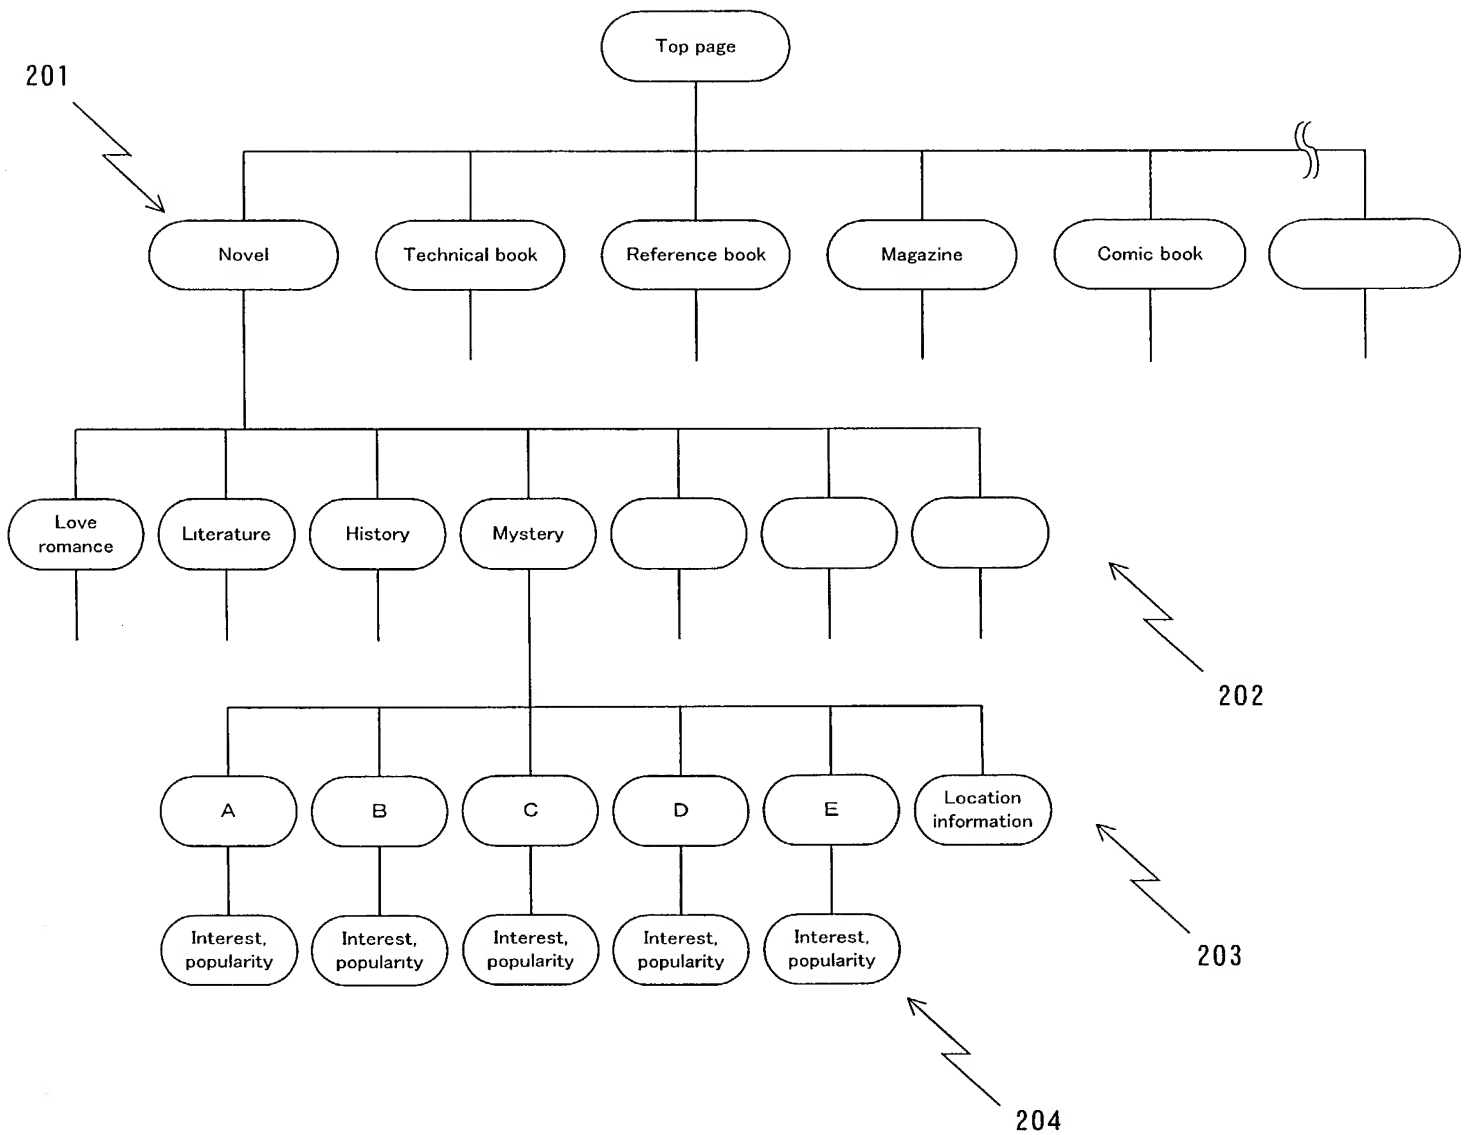 Top page
201
Novel
Technical book
Reference book
Magazine
Comic book
Love
romance
Literature
History
Mystery
202
A
B
C
D
E
Location
information
203
Interest,
popularity
Interest,
popularity
Interest,
popularity
Interest,
popularity
Interest,
popularity
204